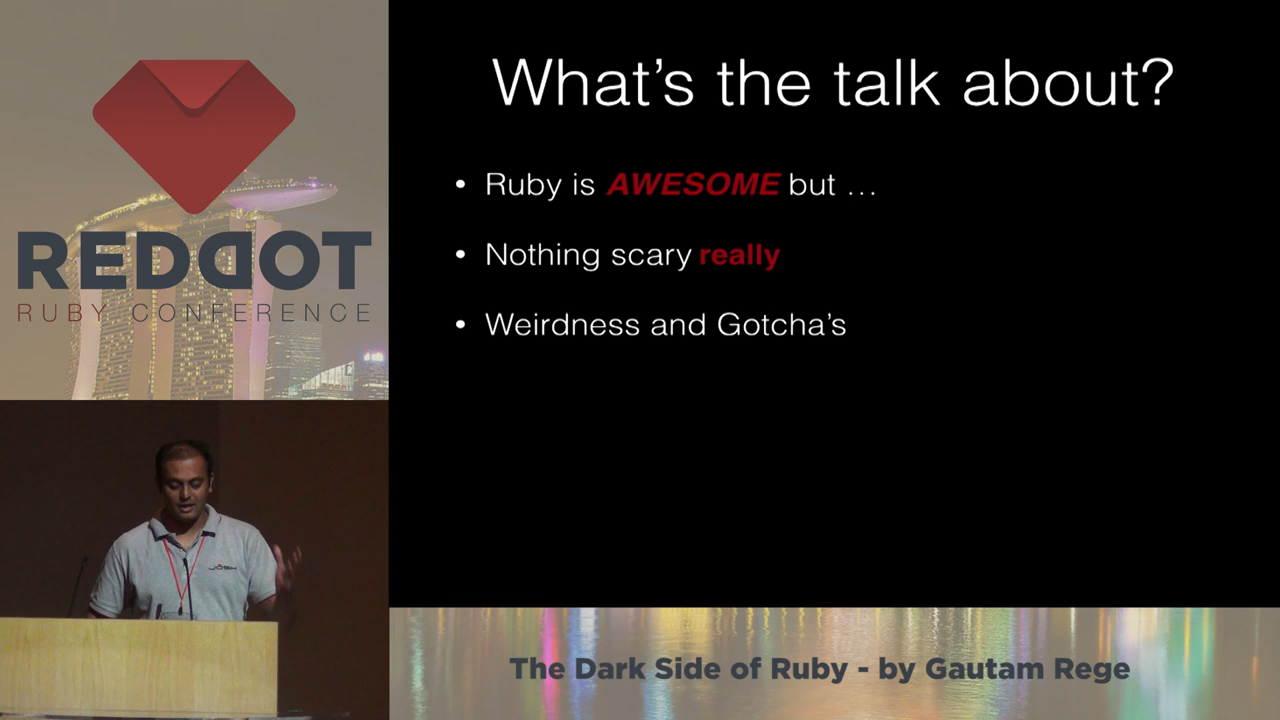 REDDOT
RUBY CONFERENCE
What's the talk about?
• Ruby is AWESOME but …
• Nothing scary really
• Weirdness and Gotcha's
The Dark Side of Ruby - by Gautam Rege